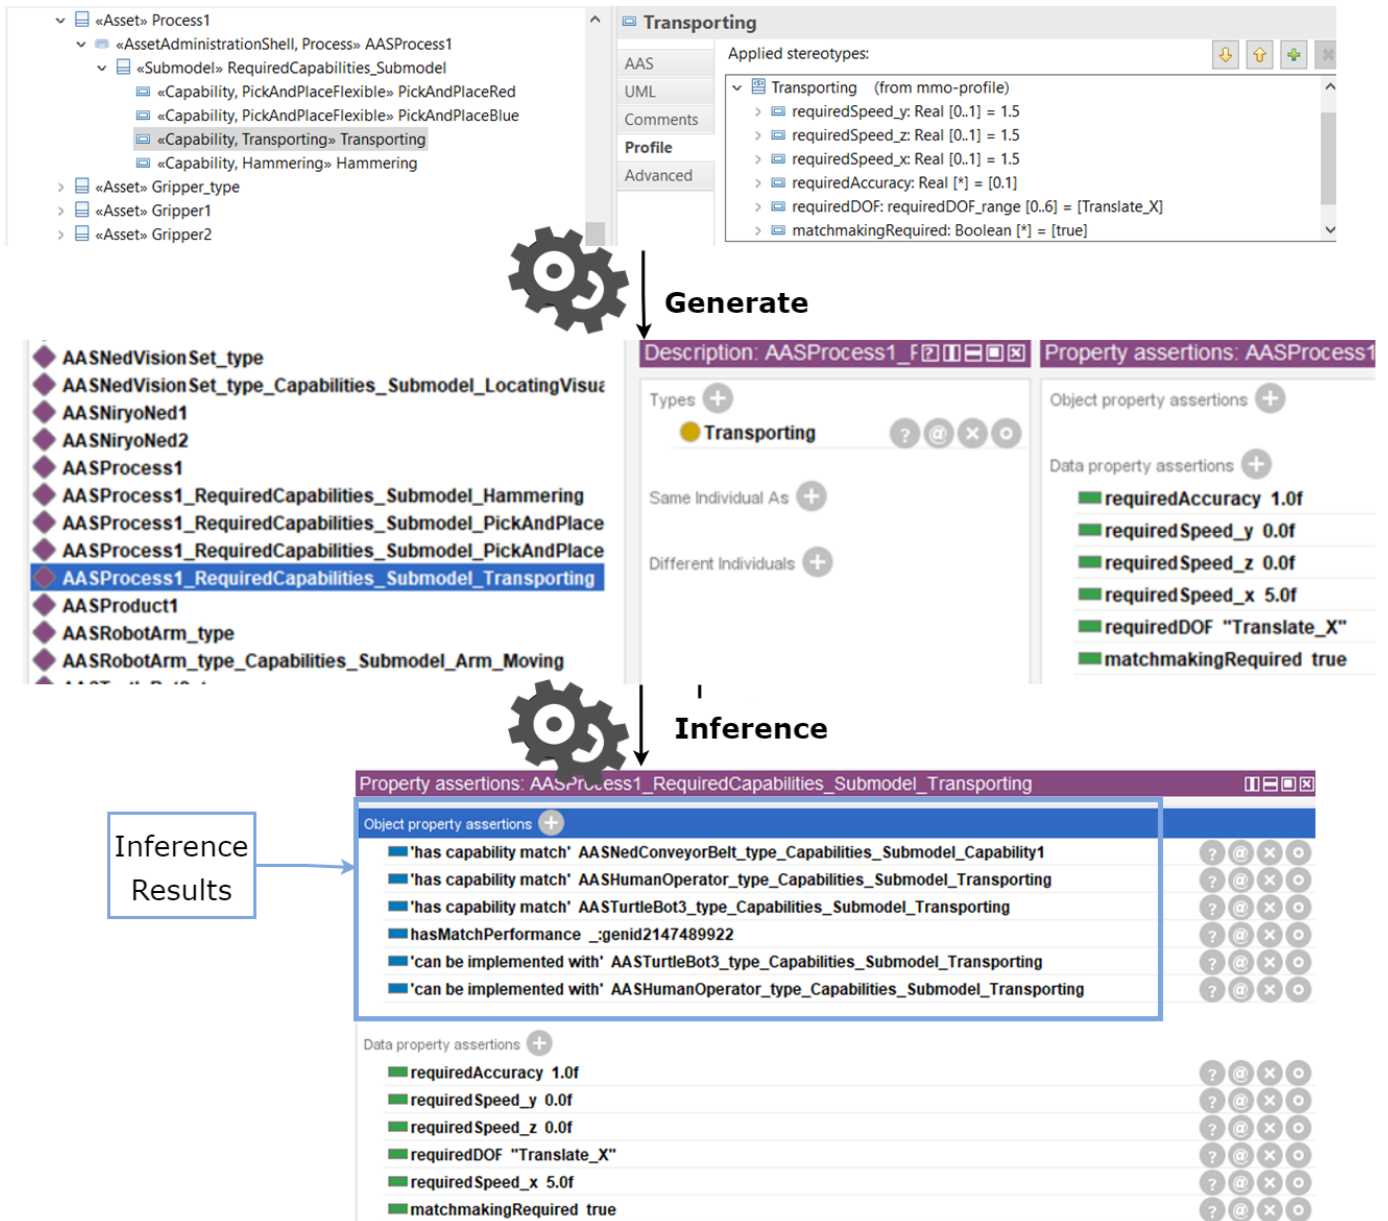 «Asset» Process1
«AssetAdministrationShell, Process» AASProcess1
«Submodel» RequiredCapabilities_Submodel
«Capability, PickAndPlaceFlexible» PickAndPlaceRed
«Capability, PickAndPlaceFlexible» PickAndPlaceBlue
«Capability, Transporting» Transporting
«Capability, Hammering» Hammering
«Asset» Gripper_type
«Asset» Gripper1
«Asset» Gripper2
Transporting
AAS
UML
Comments
Profile
Advanced
Applied stereotypes:
Transporting (from mmo-profile)
requiredSpeed_y: Real [0..1] = 1.5
requiredSpeed_z: Real [0..1] = 1.5
requiredSpeed_x: Real [0..1] = 1.5
requiredAccuracy: Real [*] = [0.1]
requiredDOF: requiredDOF_range [0..6] = [Translate_X]
matchmakingRequired: Boolean [*] = [true]
Generate
AASNedVisionSet_type
AASNedVisionSet_type_Capabilities_Submodel_LocatingVisua
AASNiryoNed1
AASNiryoNed2
AASProcess1
AASProcess1_RequiredCapabilities_Submodel_Hammering
AASProcess1_RequiredCapabilities_Submodel_PickAndPlace
AASProcess1_RequiredCapabilities_Submodel_PickAndPlace
AASProcess1_RequiredCapabilities_Submodel_Transporting
AASProduct1
AASRobotArm_type
AASRobotArm_type_Capabilities_Submodel_Arm_Moving
Description: AASProcess1_F
Types
Transporting
Same Individual As
Different Individuals
Property assertions: AASProcess1
Object property assertions
Data property assertions
requiredAccuracy 1.0f
requiredSpeed_y 0.0f
requiredSpeed_z 0.0f
requiredSpeed_x 5.0f
requiredDOF "Translate_X"
matchmakingRequired true
Inference
Property assertions: AASProcess1_RequiredCapabilities_Submodel_Transporting
Inference
Results
Object property assertions
'has capability match' AASNedConveyorBelt_type_Capabilities_Submodel_Capability1
'has capability match' AASHumanOperator_type_Capabilities_Submodel_Transporting
'has capability match' AASTurtleBot3_type_Capabilities_Submodel_Transporting
hasMatchPerformance _:genid2147489922
'can be implemented with' AASTurtleBot3_type_Capabilities_Submodel_Transporting
'can be implemented with' AASHumanOperator_type_Capabilities_Submodel_Transporting
Data property assertions
requiredAccuracy 1.0f
requiredSpeed_y 0.0f
requiredSpeed_z 0.0f
requiredDOF "Translate_X"
requiredSpeed_x 5.0f
matchmakingRequired true